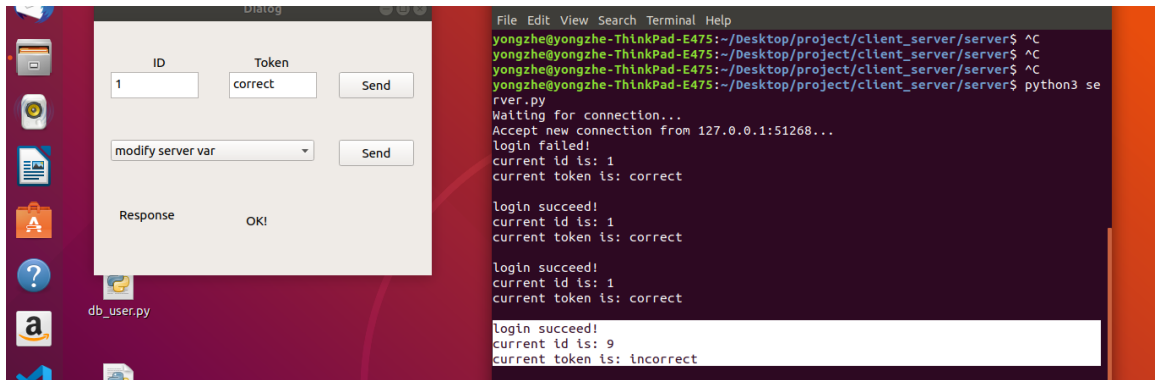 Dialog
ID
Token
1
correct
Send
modify server var
Send
Response
OK!
db_user.py
File Edit View Search Terminal Help
yongzhe@yongzhe-ThinkPad-E475:~/Desktop/project/client_server/server$ ^C
yongzhe@yongzhe-ThinkPad-E475:~/Desktop/project/client_server/server$ ^C
yongzhe@yongzhe-ThinkPad-E475:~/Desktop/project/client_server/server$ ^C
yongzhe@yongzhe-ThinkPad-E475:~/Desktop/project/client_server/server$ python3 se
rver.py
Waiting for connection...
Accept new connection from 127.0.0.1:51268...
login failed!
current id is: 1
current token is: correct
login succeed!
current id is: 1
current token is: correct
login succeed!
current id is: 1
current token is: correct
login succeed!
current id is: 9
current token is: incorrect